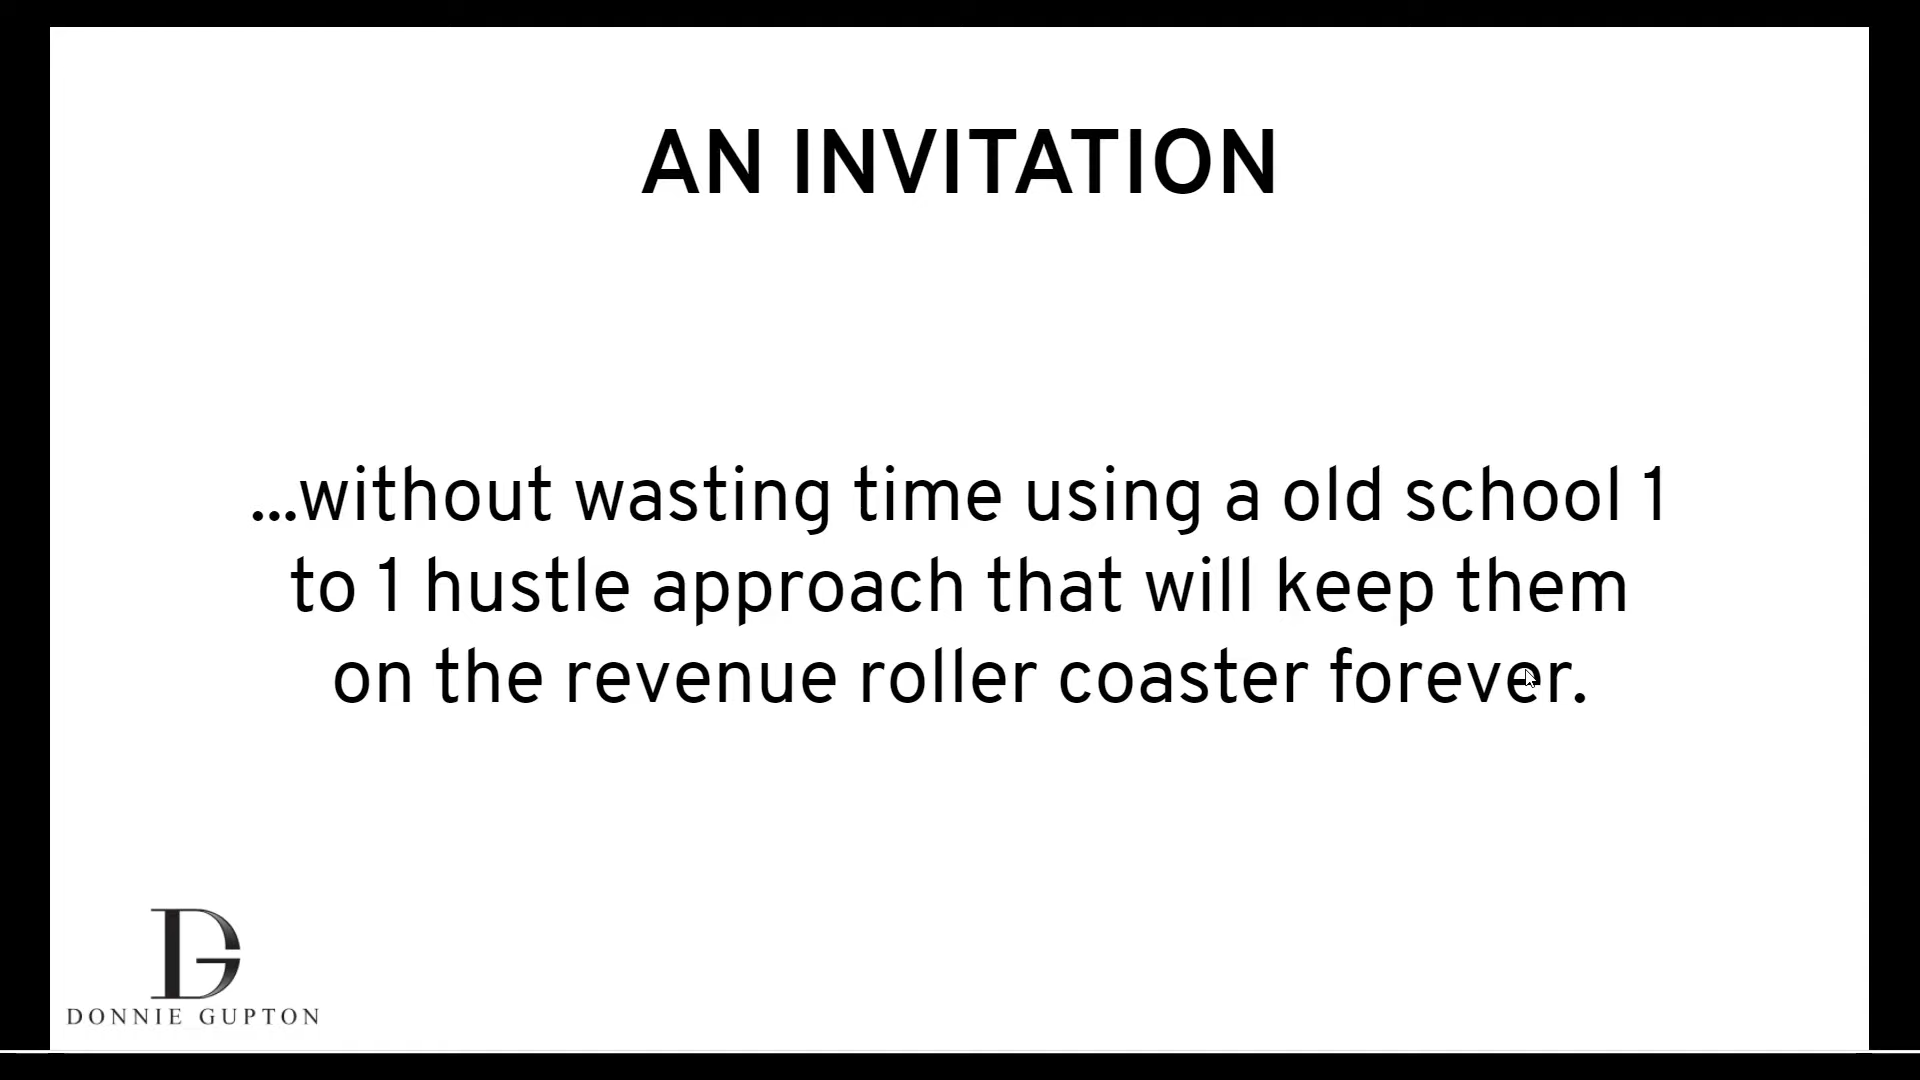 AN INVITATION
...without wasting time using a old school 1
to 1 hustle approach that will keep them
on the revenue roller coaster forever.
DG
DONNIE GUPTON